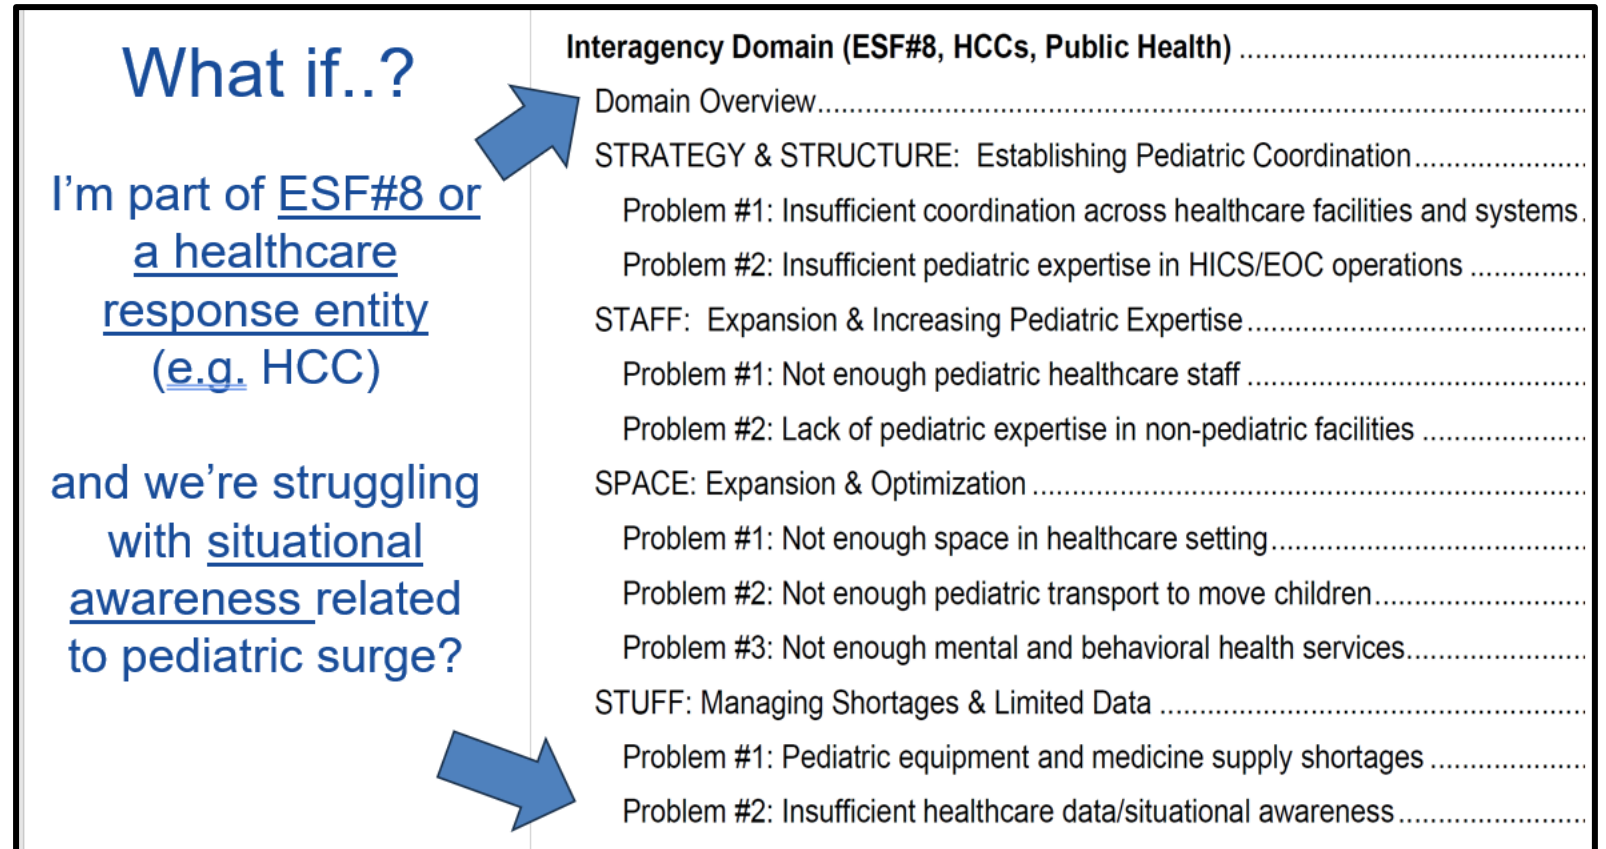 What if..?
I'm part of ESF#8 or
a healthcare
response entity
(e.g. HCC)
and we're struggling
with situational
awareness related
to pediatric surge?
Interagency Domain (ESF#8, HCCs, Public Health) ................................................
Domain Overview................................................................................
STRATEGY & STRUCTURE:  Establishing Pediatric Coordination.....................
Problem #1: Insufficient coordination across healthcare facilities and systems.
Problem #2: Insufficient pediatric expertise in HICS/EOC operations ..............
STAFF:  Expansion & Increasing Pediatric Expertise..........................................
Problem #1: Not enough pediatric healthcare staff ..........................................
Problem #2: Lack of pediatric expertise in non-pediatric facilities ....................
SPACE: Expansion & Optimization ....................................................................
Problem #1: Not enough space in healthcare setting.......................................
Problem #2: Not enough pediatric transport to move children..........................
Problem #3: Not enough mental and behavioral health services......................
STUFF: Managing Shortages & Limited Data ....................................................
Problem #1: Pediatric equipment and medicine supply shortages ...................
Problem #2: Insufficient healthcare data/situational awareness.......................